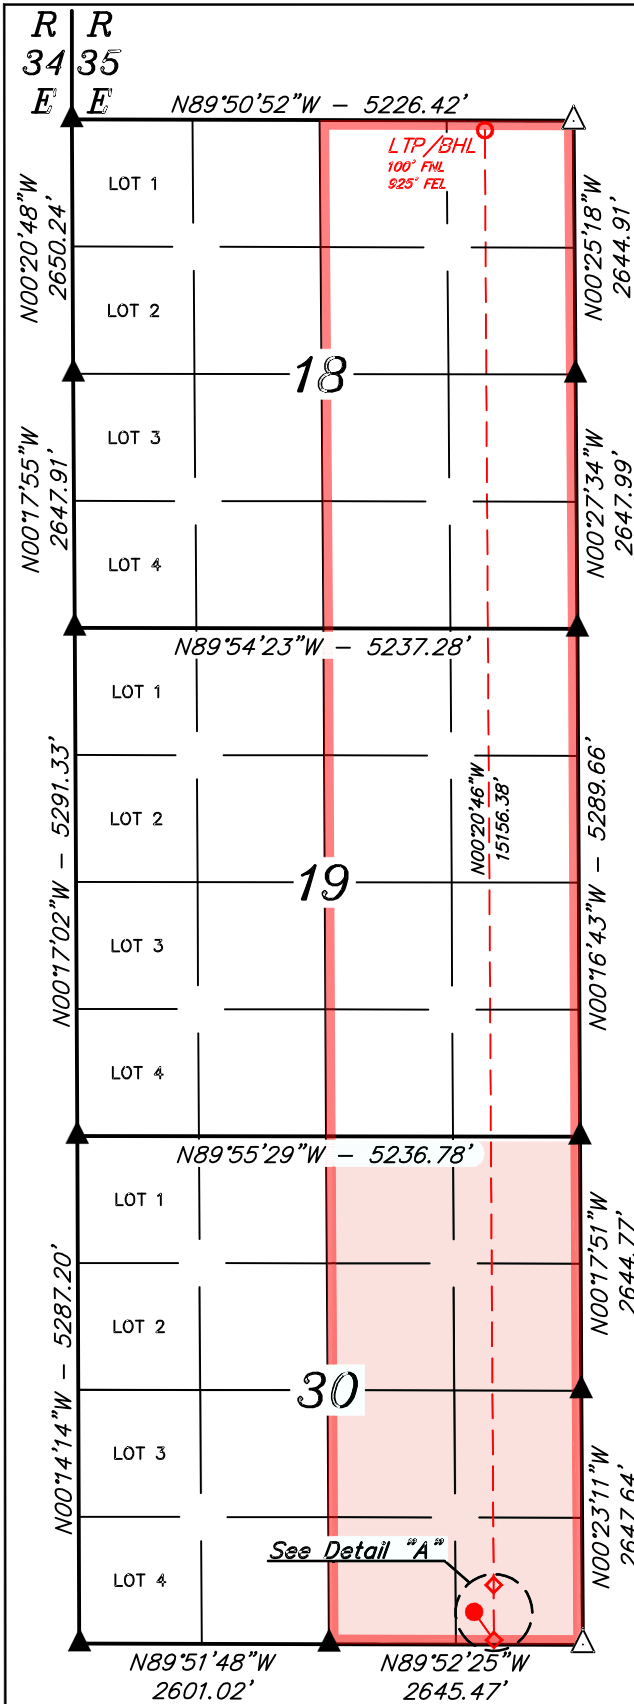 R R
34 35
E E
N89°50'52"W – 5226.42'
LTP/BHL
100' FNL
925' FEL
LOT 1
N00°20'48"W
2650.24'
N00°25'18"W
2644.91'
LOT 2
18
LOT 3
N00°17'55"W
2647.91'
N00°27'34"W
2647.99'
LOT 4
N89°54'23"W – 5237.28'
LOT 1
N00°17'02"W – 5291.33'
N00°20'46"W
15156.38'
N00°16'43"W – 5289.66'
LOT 2
19
LOT 3
LOT 4
N89°55'29"W – 5236.78'
LOT 1
N00°14'14"W – 5287.20'
N00°17'51"W
2644.77'
LOT 2
30
LOT 3
N00°23'11"W
2647.64'
See Detail "A"
LOT 4
N89°51'48"W
2601.02'
N89°52'25"W
2645.47'